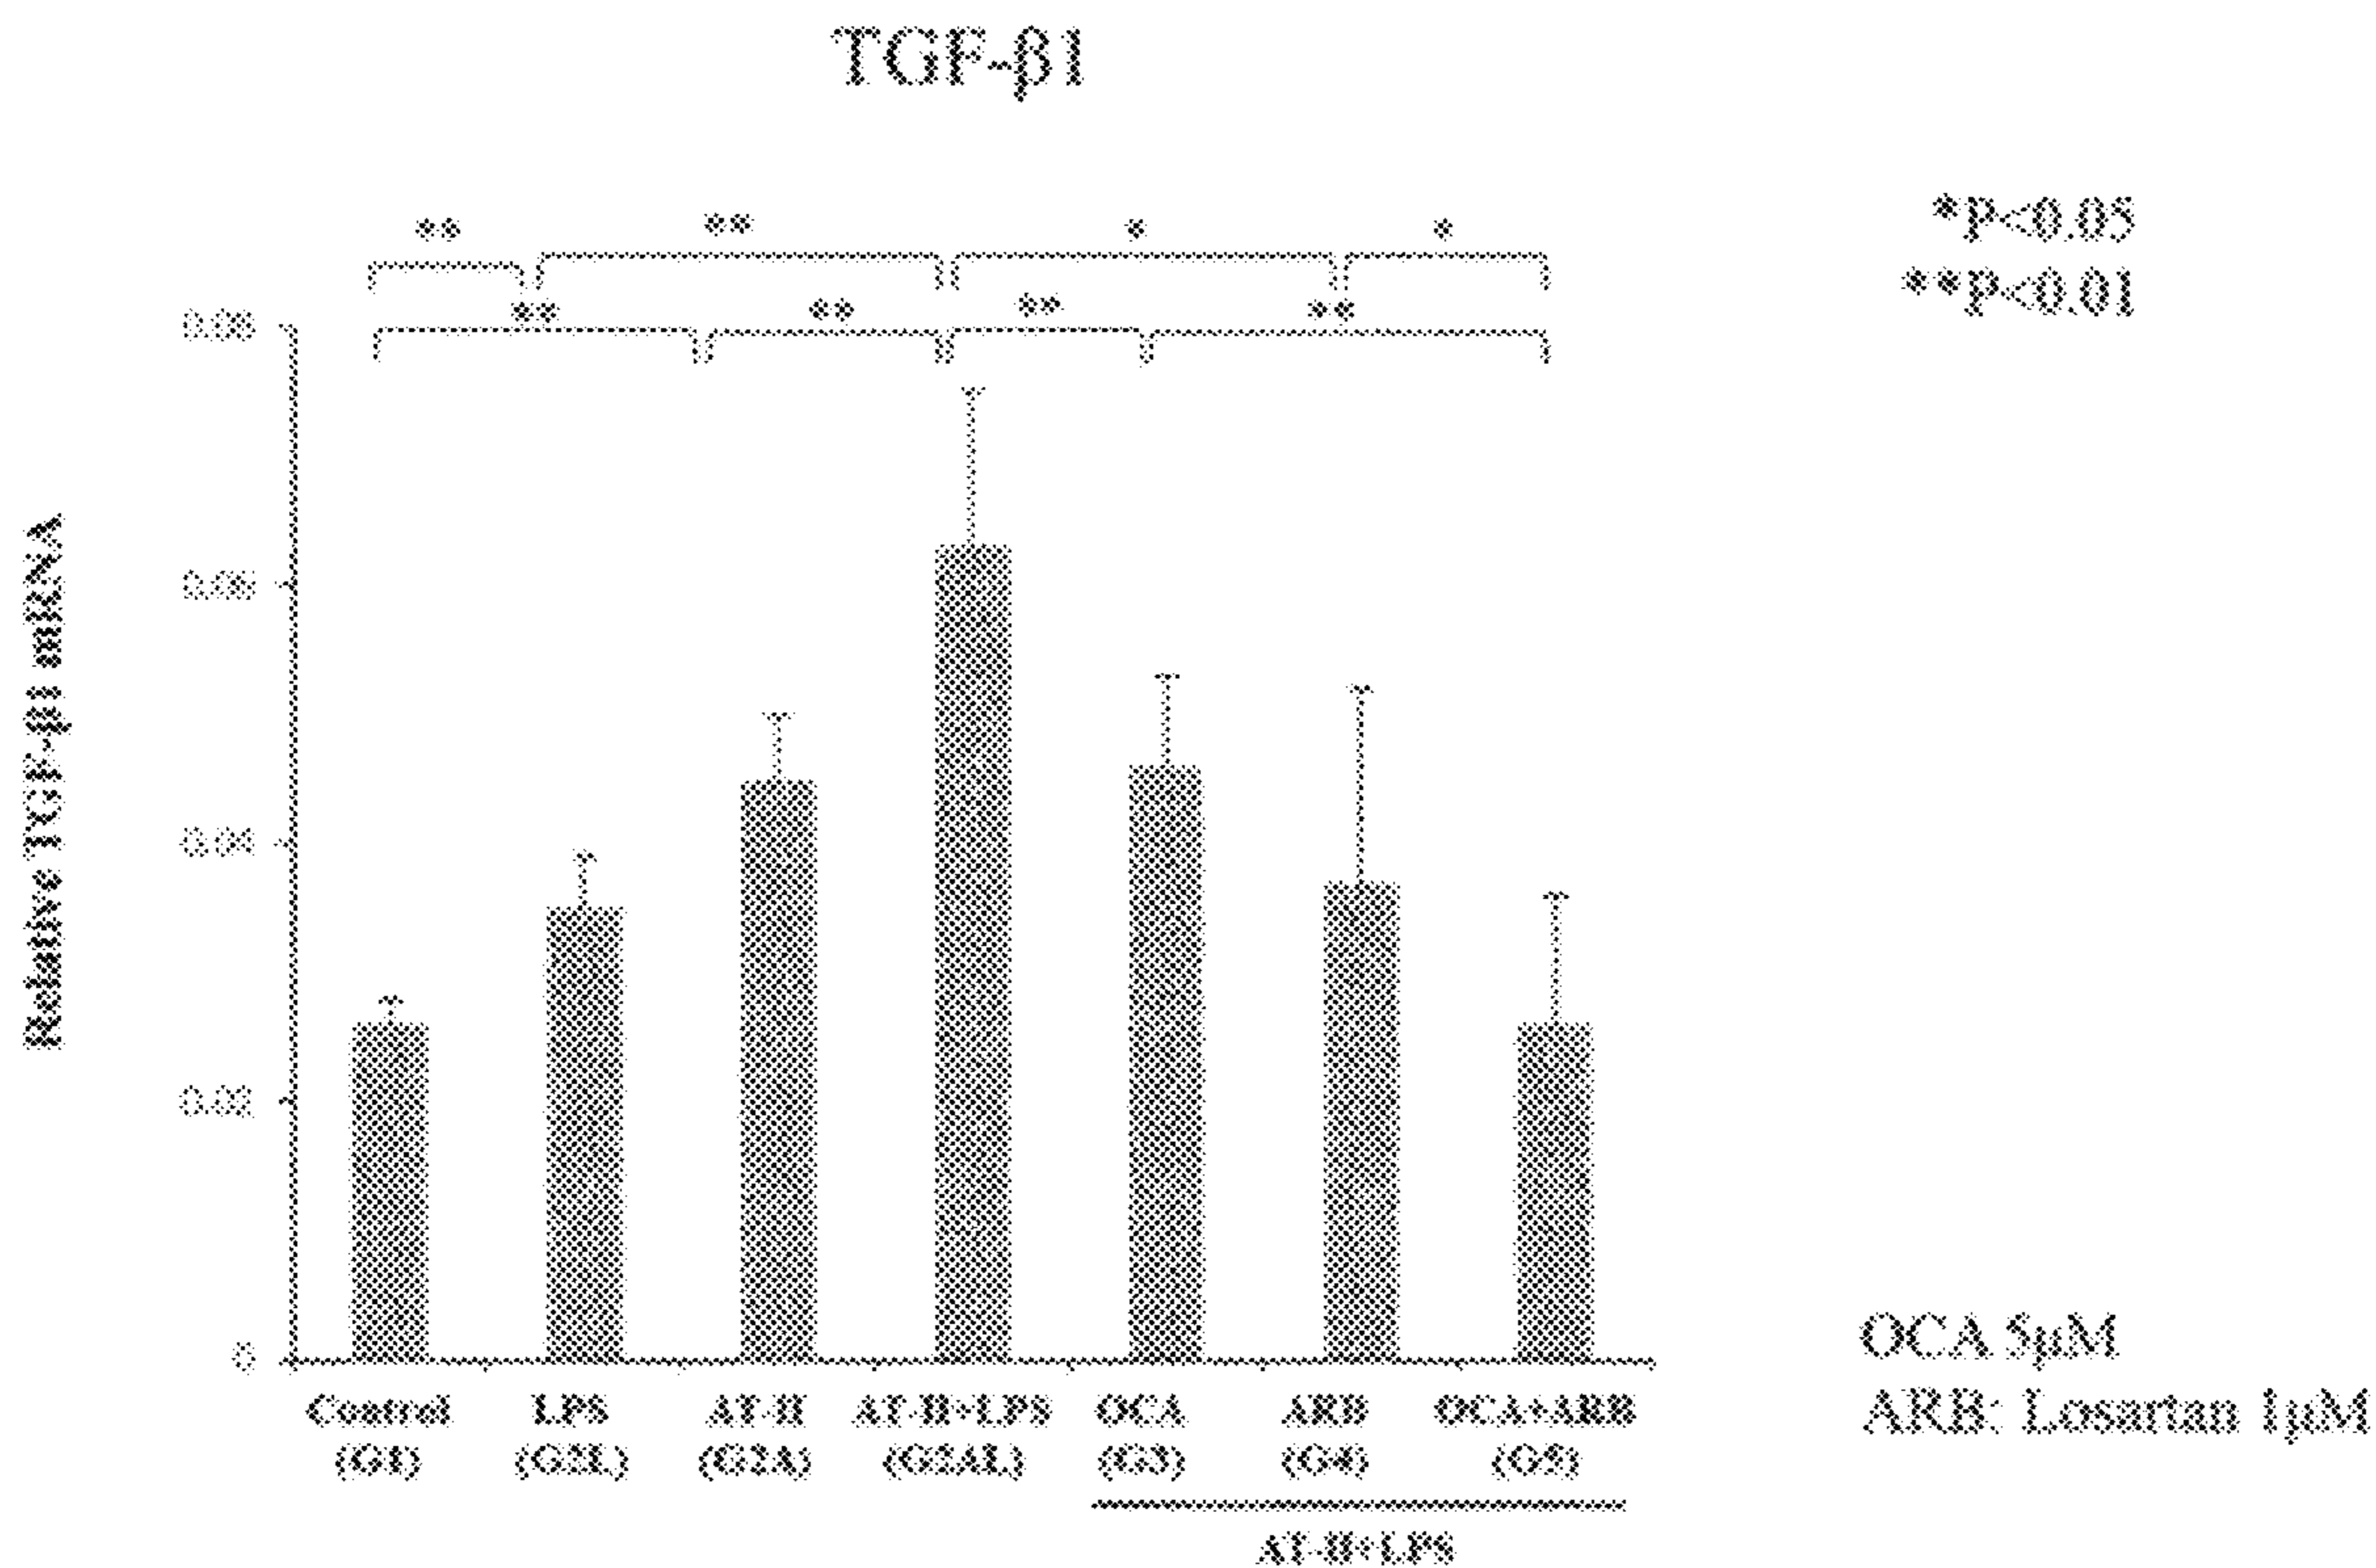 TGF-β1
*P<0.05
**P<0.01
** ** * *
** ** ** **
Relative TGF-β1 mRNA
0.08
0.06
0.04
0.02
0
Control LPS AT-II AT-II+LPS OCA ARB OCA+ARB
(G1) (G2L) (G2A) (G2AL) (G3) (G4) (G5)
AT-II+LPS
OCA 5μM
ARB: Losartan 1μM